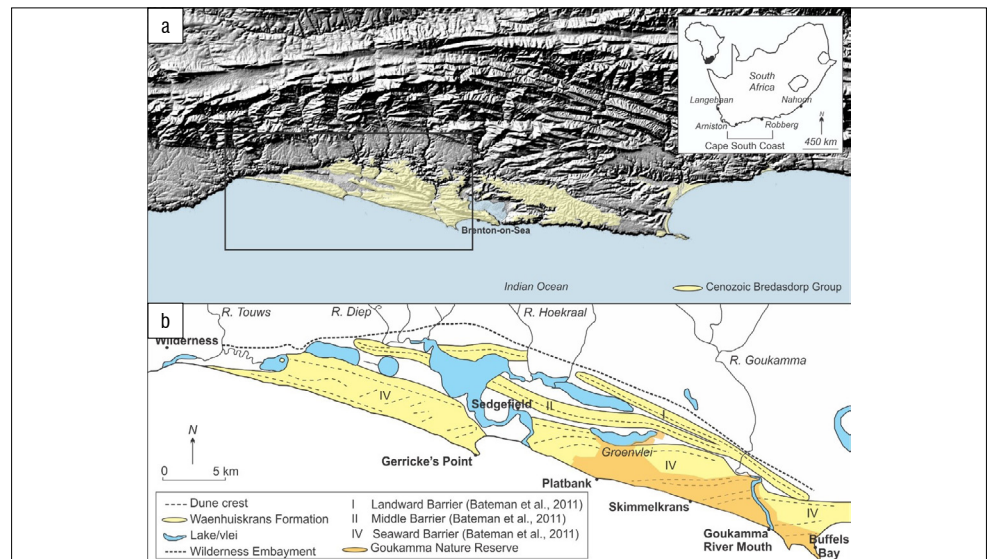 a
South
Africa
Langebaan
Nahoon
Arniston
Robberg
Cape South Coast
N
450 km
Brenton-on-Sea
Indian Ocean
Cenozoic Bredasdorp Group
b
R. Touws
R. Diep
R. Hoekraal
R. Goukamma
Wilderness
IV
Sedgefield
II
I
Groenvlei
IV
IV
N
0 5 km
Gerricke's Point
Platbank
Skimmelkrans
Goukamma
River Mouth
Buffels
Bay
Dune crest
Waenhuiskrans Formation
Lake/vlei
Wilderness Embayment
I Landward Barrier (Bateman et al., 2011)
II Middle Barrier (Bateman et al., 2011)
IV Seaward Barrier (Bateman et al., 2011)
Goukamma Nature Reserve